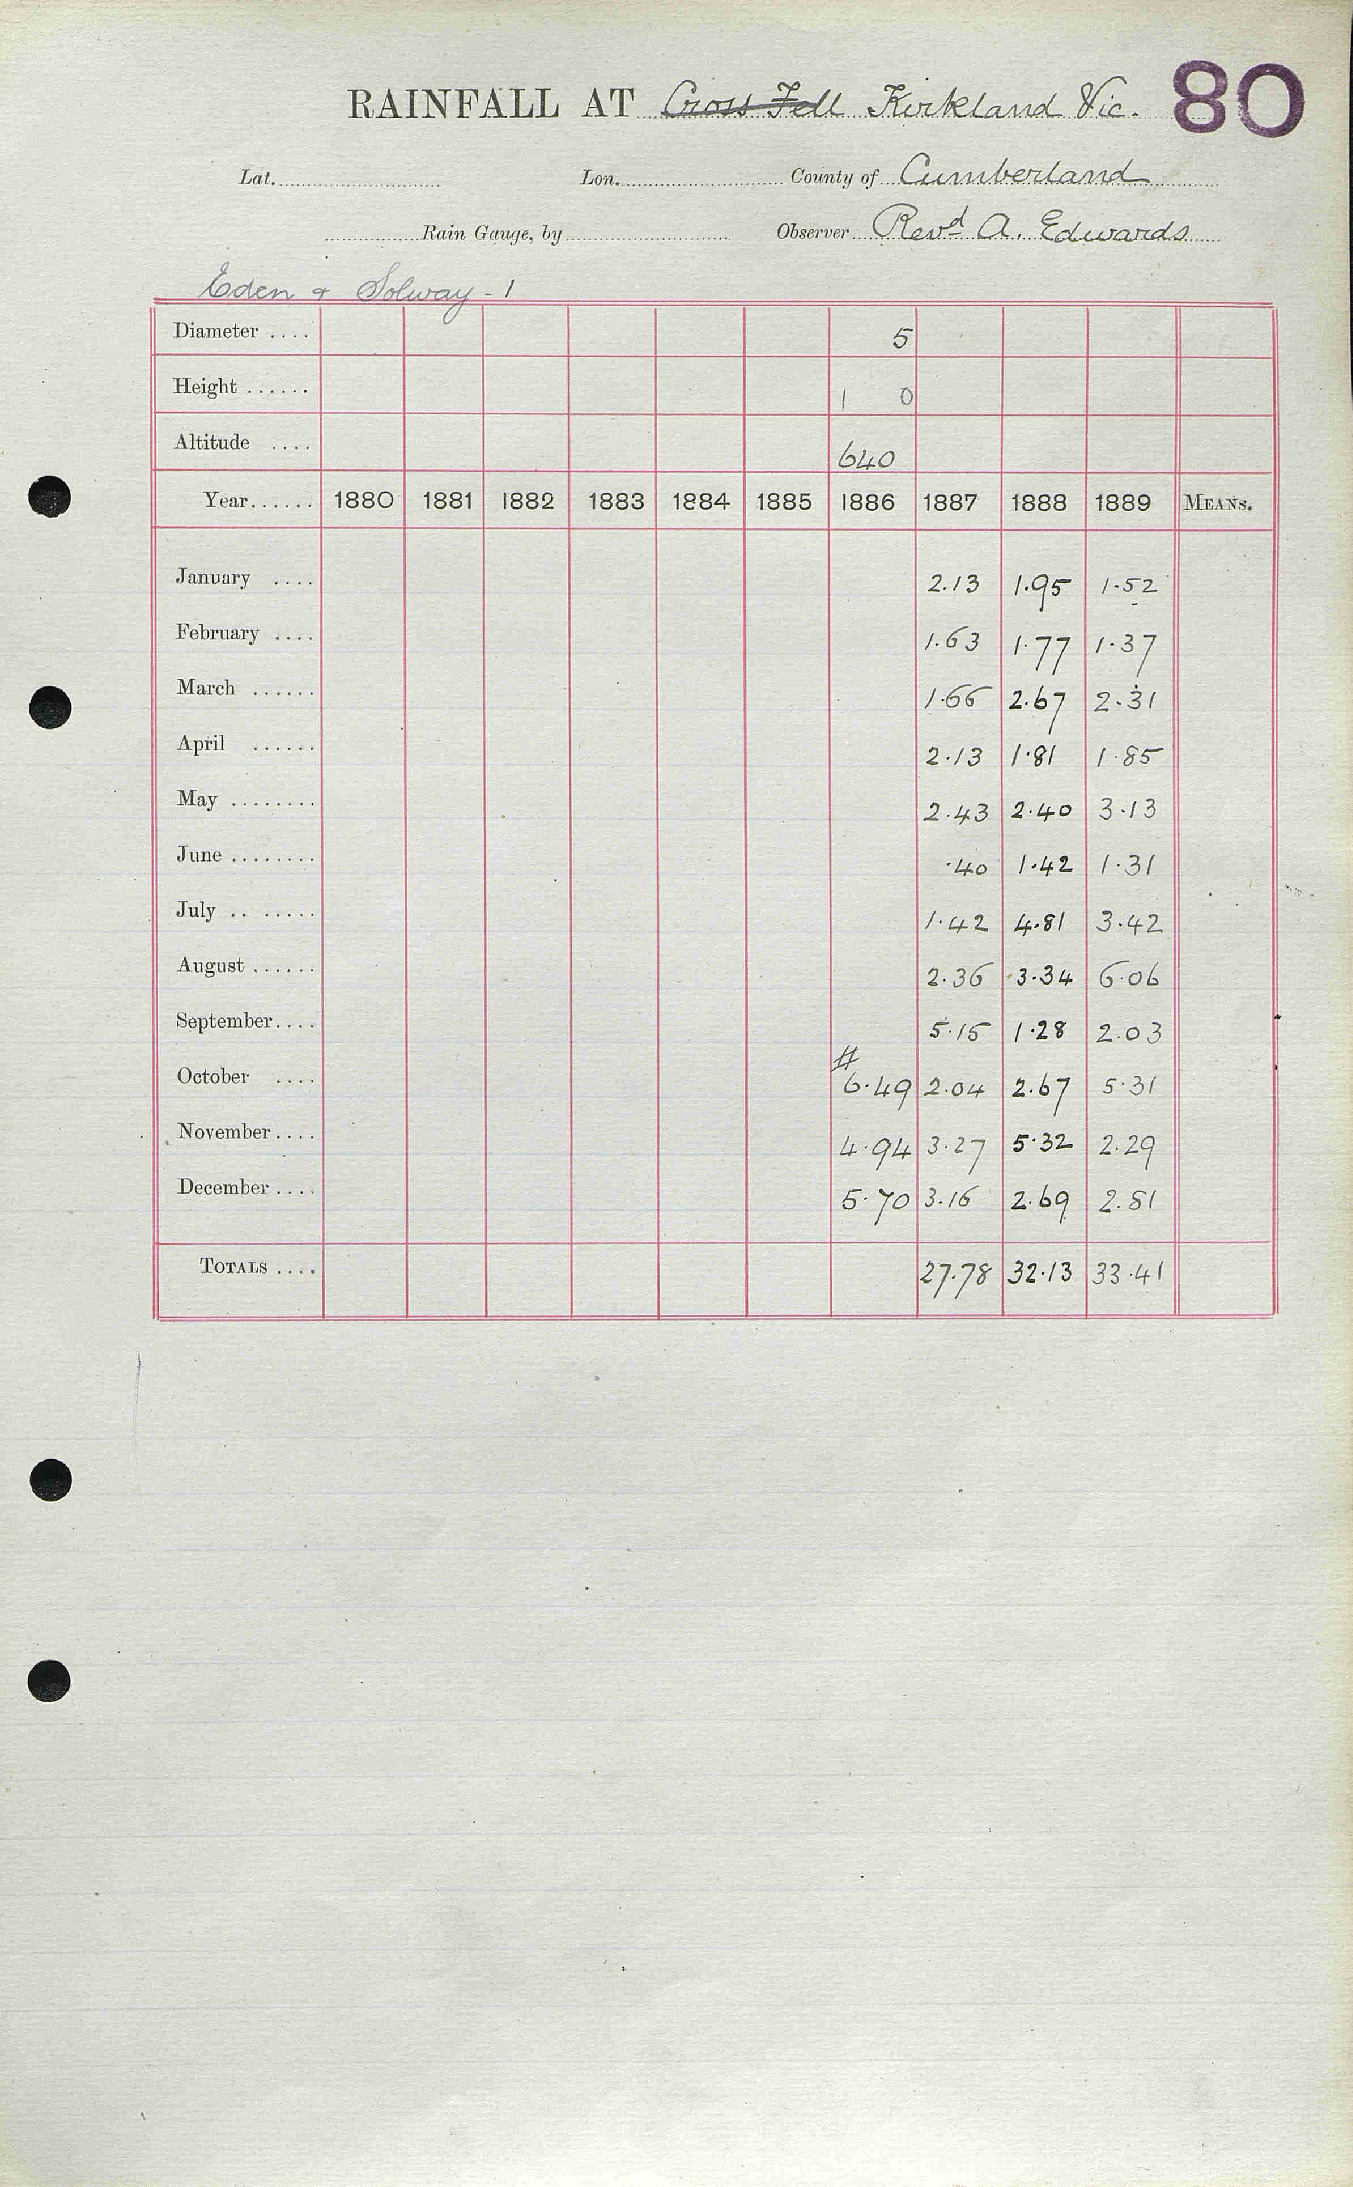 RAINFALL AT Cross Fell Kirkland Vic. 80
Lat. Lon. County of Cumberland
Rain Gauge, by Observer Revd A. Edwards
Eden & Solway - 1
Diameter .... 5
Height ...... 1 0
Altitude .... 640
Year...... 1880 1881 1882 1883 1884 1885 1886 1887 1888 1889 MEANS.
January .... 2.13 1.95 1.52
February .... 1.63 1.77 1.37
March ...... 1.66 2.67 2.31
April ...... 2.13 1.81 1.85
May ........ 2.43 2.40 3.13
June ........ .40 1.42 1.31
July .. ...... 1.42 4.81 3.42
August ...... 2.36 3.34 6.06
September.... 5.15 1.28 2.03
#
October .... 6.49 2.04 2.67 5.31
November.... 4.94 3.27 5.32 2.29
December.... 5.70 3.16 2.69 2.81
TOTALS .... 27.78 32.13 33.41